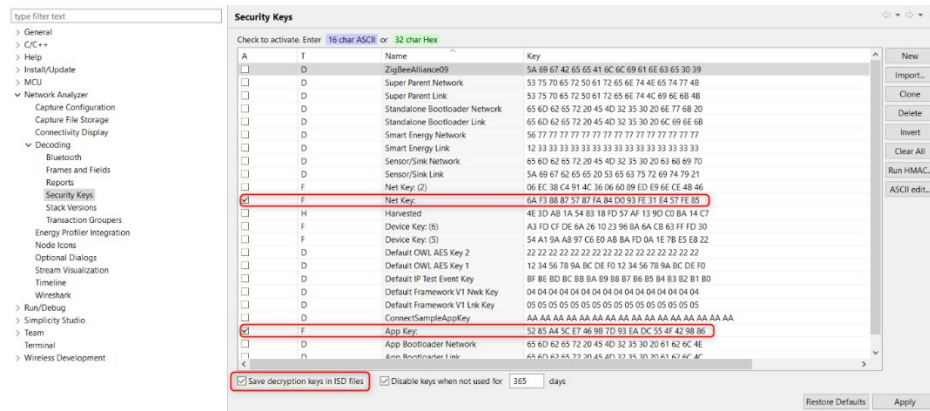 type filter text
> General
> C/C++
> Help
> Install/Update
> MCU
Network Analyzer
Capture Configuration
Capture File Storage
Connectivity Display
Decoding
Bluetooth
Frames and Fields
Reports
Security Keys
Stack Versions
Transaction Groupers
Energy Profiler Integration
Node Icons
Optional Dialogs
Stream Visualization
Timeline
Wireshark
> Run/Debug
> Simplicity Studio
> Team
Terminal
> Wireless Development
Security Keys
Check to activate. Enter 16 char ASCII or 32 char Hex
A T Name Key
D ZigBeeAlliance09 5A 69 67 42 65 65 41 6C 6C 69 61 6E 63 65 30 39
D Super Parent Network 53 75 70 65 72 50 61 72 65 6E 74 4E 65 74 77 4B
D Super Parent Link 53 75 70 65 72 50 61 72 65 6E 74 4C 69 6E 6B 4B
D Standalone Bootloader Network 65 6D 62 65 72 20 45 4D 32 35 30 20 6E 77 6B 20
D Standalone Bootloader Link 65 6D 62 65 72 20 45 4D 32 35 30 20 6C 69 6E 6B
D Smart Energy Network 56 77 77 77 77 77 77 77 77 77 77 77 77 77 77 77
D Smart Energy Link 12 33 33 33 33 33 33 33 33 33 33 33 33 33 33 33
D Sensor/Sink Network 65 6D 62 65 72 20 45 4D 32 35 30 20 63 68 69 70
D Sensor/Sink Link 5A 69 67 62 65 65 20 53 65 63 75 72 69 74 79 21
F Net Key: (2) 06 EC 38 C4 91 4C 36 06 60 89 ED E9 6E CE 4B 46
F Net Key: 6A F3 88 87 57 87 FA 84 D0 93 FE 31 E4 57 FE 85
H Harvested 4E 3D AB 1A 54 83 18 FD 57 AF 13 9D C0 BA 14 C7
F Device Key: (6) A3 FD CF DE 6A 26 10 23 96 8A 6A CB 63 FF FD 30
F Device Key: (5) 54 A1 9A A8 97 C6 E0 AB BA FD 0A 1E 7B E5 E8 22
D Default OWL AES Key 2 22 22 22 22 22 22 22 22 22 22 22 22 22 22 22 22
D Default OWL AES Key 1 12 34 56 78 9A BC DE F0 12 34 56 78 9A BC DE F0
D Default IP Test Event Key BF BE BD BC BB BA B9 B8 B7 B6 B5 B4 B3 B2 B1 B0
D Default Framework V1 Nwk Key 04 04 04 04 04 04 04 04 04 04 04 04 04 04 04 04
D Default Framework V1 Lnk Key 05 05 05 05 05 05 05 05 05 05 05 05 05 05 05 05
D ConnectSampleAppKey AA AA AA AA AA AA AA AA AA AA AA AA AA AA AA AA
F App Key: 52 85 A4 5C E7 46 9B 7D 93 EA DC 55 4F 42 98 86
D App Bootloader Network 65 6D 62 65 72 20 45 4D 32 35 30 20 61 62 6C 4E
D App Bootloader Link 65 6D 62 65 72 20 45 4D 32 35 30 20 61 62 6C 4C
New
Import...
Clone
Delete
Invert
Clear All
Run HMAC...
ASCII edit...
Save decryption keys in ISD files Disable keys when not used for 365 days
Restore Defaults Apply